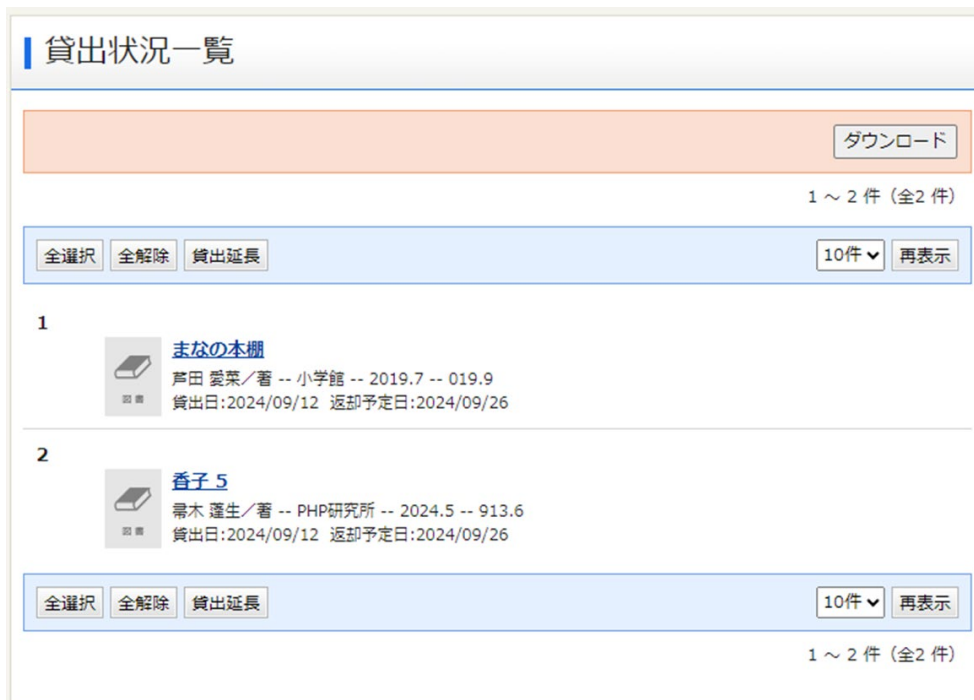 貸出状況一覧
ダウンロード
1 ～ 2 件（全2 件）
全選択 全解除 貸出延長 10件 再表示
1
まなの本棚
図書
芦田 愛菜／著 -- 小学館 -- 2019.7 -- 019.9
貸出日:2024/09/12 返却予定日:2024/09/26
2
香子 5
図書
帚木 蓬生／著 -- PHP研究所 -- 2024.5 -- 913.6
貸出日:2024/09/12 返却予定日:2024/09/26
全選択 全解除 貸出延長 10件 再表示
1 ～ 2 件（全2 件）